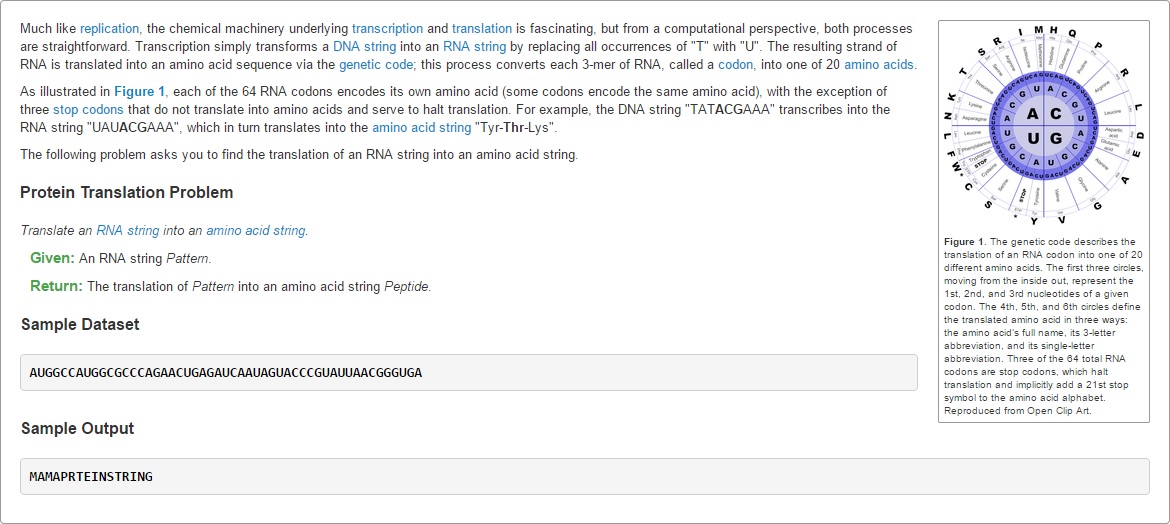 Much like replication, the chemical machinery underlying transcription and translation is fascinating, but from a computational perspective, both processes
are straightforward. Transcription simply transforms a DNA string into an RNA string by replacing all occurrences of "T" with "U". The resulting strand of
RNA is translated into an amino acid sequence via the genetic code; this process converts each 3-mer of RNA, called a codon, into one of 20 amino acids.
As illustrated in Figure 1, each of the 64 RNA codons encodes its own amino acid (some codons encode the same amino acid), with the exception of
three stop codons that do not translate into amino acids and serve to halt translation. For example, the DNA string "TATACGAAA" transcribes into the
RNA string "UAUACGAAA", which in turn translates into the amino acid string "Tyr-Thr-Lys".
The following problem asks you to find the translation of an RNA string into an amino acid string.
Protein Translation Problem
Translate an RNA string into an amino acid string.
Given: An RNA string Pattern.
Return: The translation of Pattern into an amino acid string Peptide.
Sample Dataset
AUGGCCAUGGCGCCCAGAACUGAGAUCAAUAGUACCCGUAUUAACGGGUGA
Sample Output
MAMAPRTEINSTRING
A C
U G
Figure 1. The genetic code describes the
translation of an RNA codon into one of 20
different amino acids. The first three circles,
moving from the inside out, represent the
1st, 2nd, and 3rd nucleotides of a given
codon. The 4th, 5th, and 6th circles define
the translated amino acid in three ways:
the amino acid's full name, its 3-letter
abbreviation, and its single-letter
abbreviation. Three of the 64 total RNA
codons are stop codons, which halt
translation and implicitly add a 21st stop
symbol to the amino acid alphabet.
Reproduced from Open Clip Art.